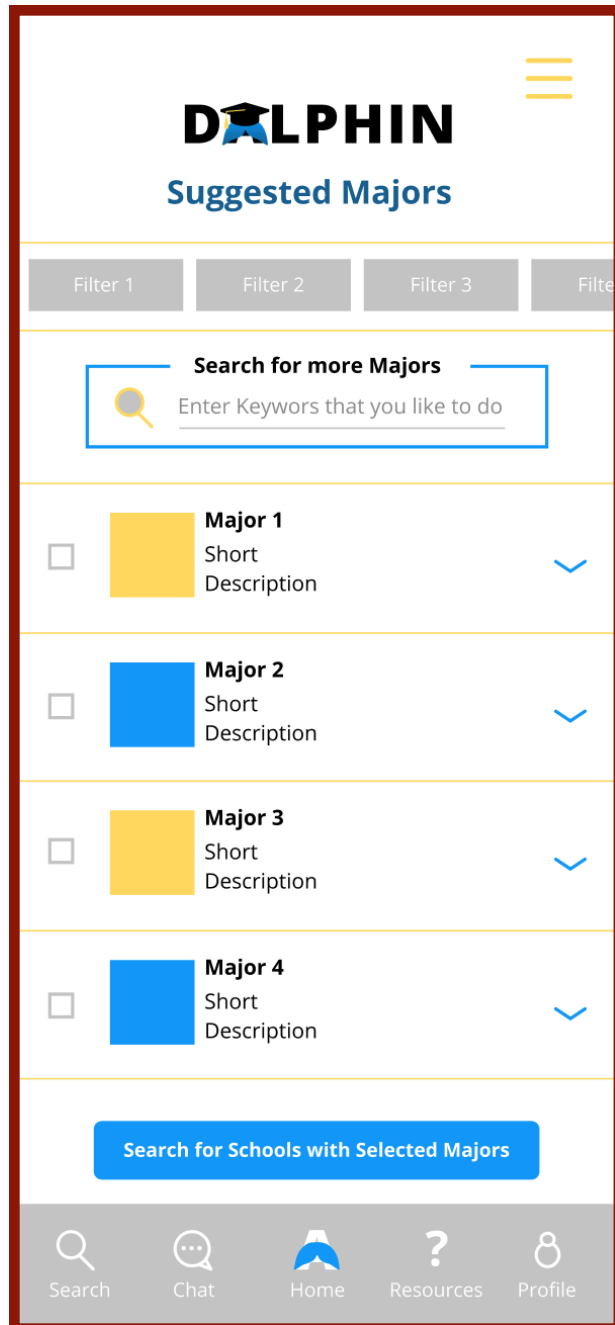 DALPHIN
Suggested Majors
Filter 1 Filter 2 Filter 3 Filte
Search for more Majors
Enter Keywors that you like to do
Major 1
Short
Description
Major 2
Short
Description
Major 3
Short
Description
Major 4
Short
Description
Search for Schools with Selected Majors
?
Search Chat Home Resources Profile